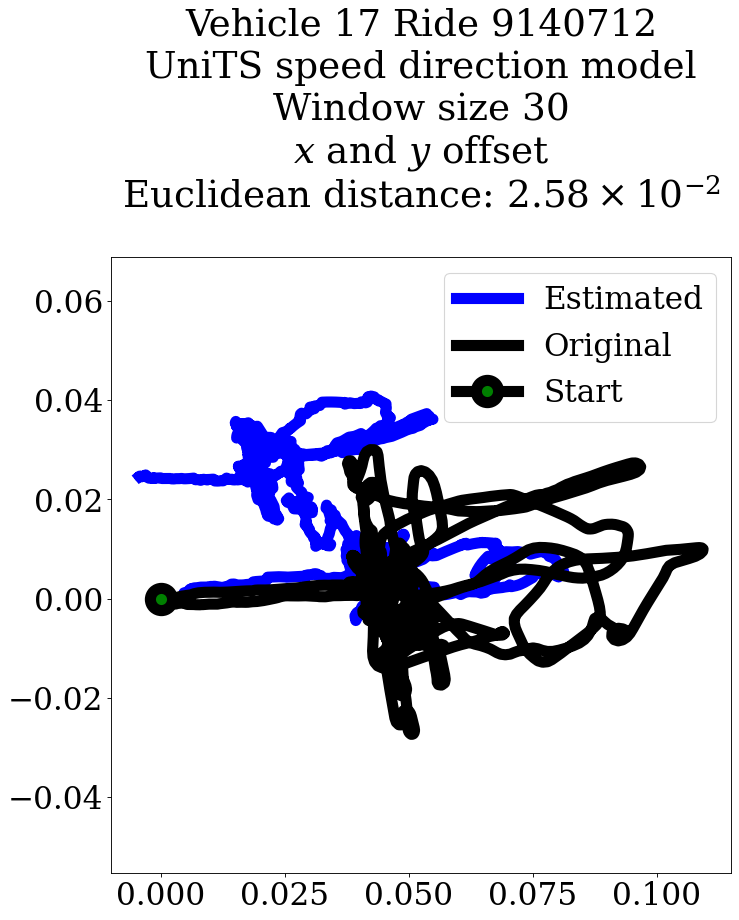 Vehicle 17 Ride 9140712
UniTS speed direction model
Window size 30
x and y offset
Euclidean distance: 2.58 × 10⁻²
Estimated
Original
Start
0.06
0.04
0.02
0.00
−0.02
−0.04
0.000 0.025 0.050 0.075 0.100